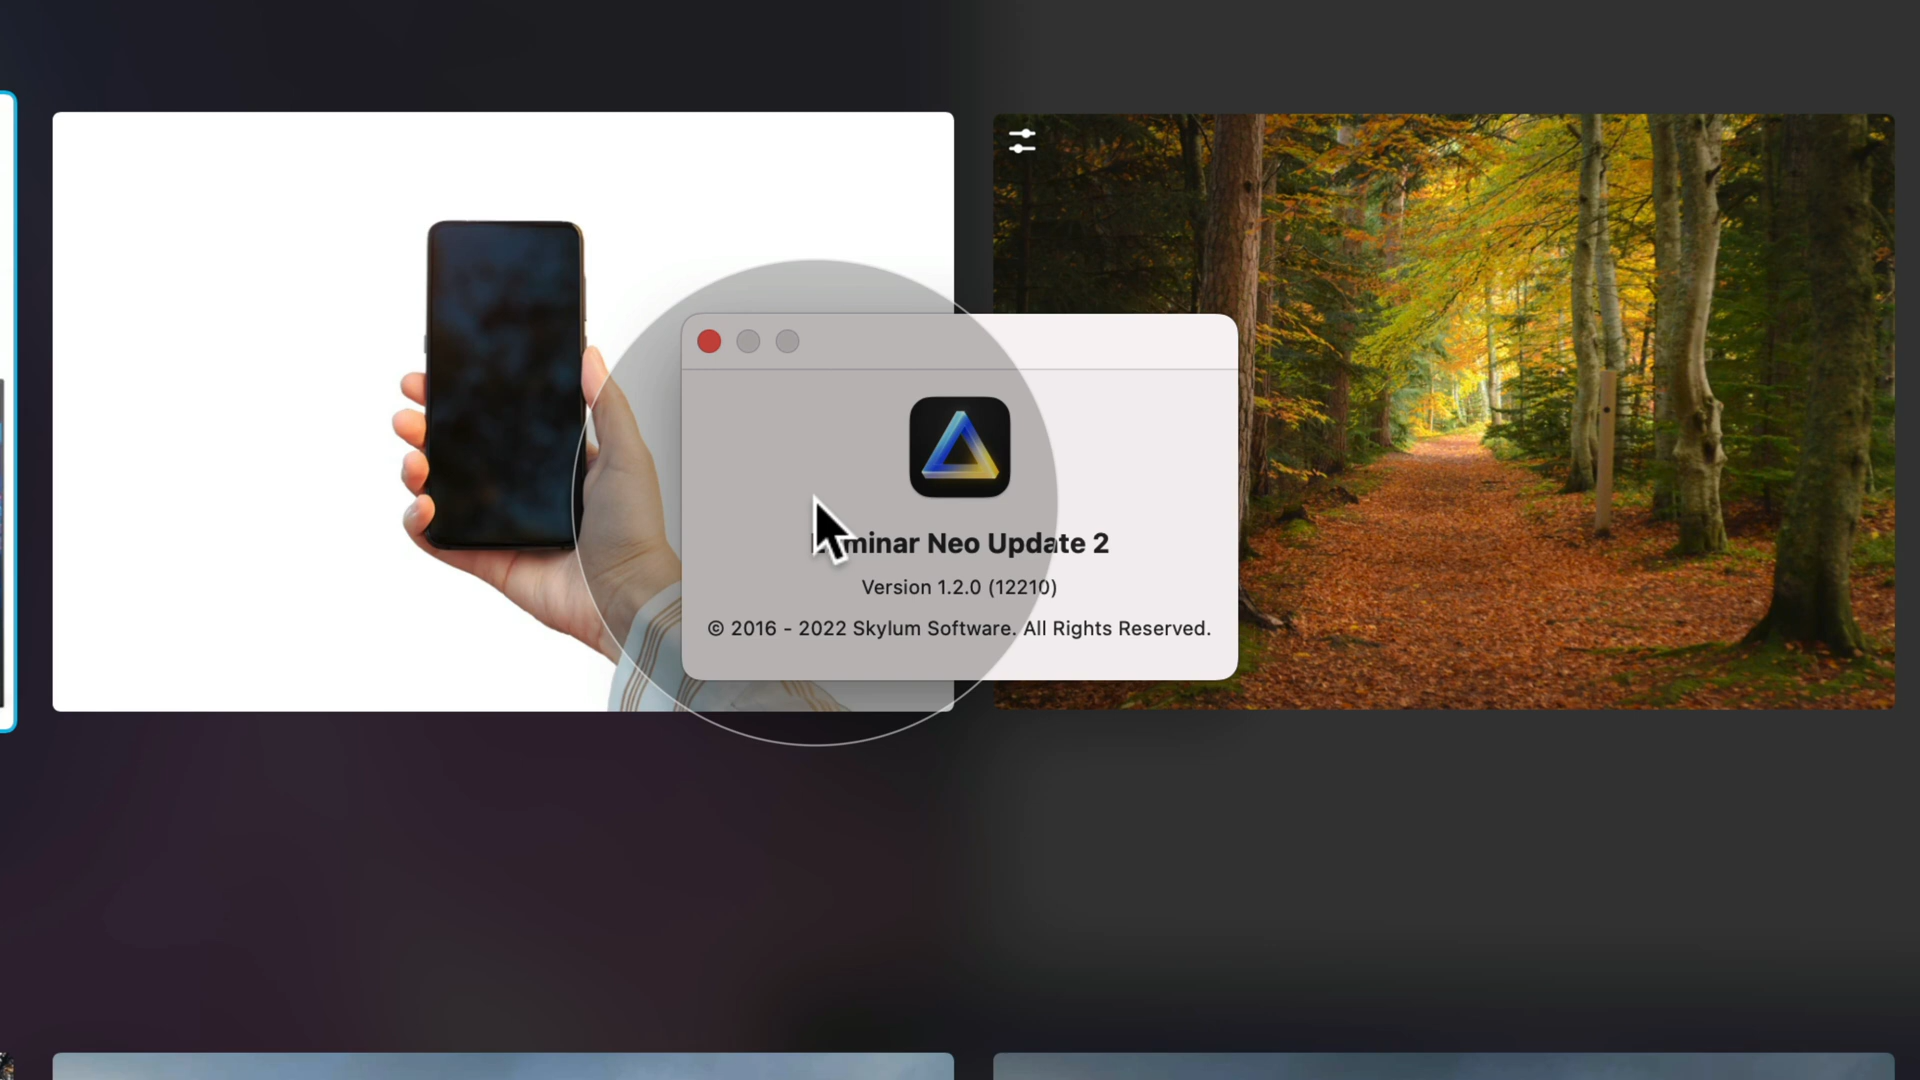 minar Neo Update 2
Version 1.2.0 (12210)
© 2016 - 2022 Skylum Software. All Rights Reserved.